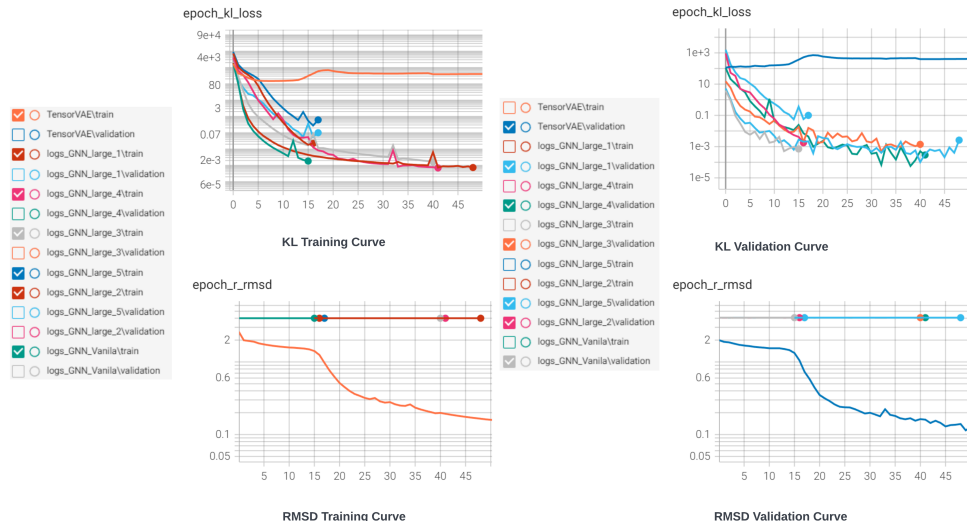 epoch_kl_loss
9e+4
4e+3
80
3
0.07
2e-3
6e-5
0 5 10 15 20 25 30 35 40 45
KL Training Curve
TensorVAE\train
TensorVAE\validation
logs_GNN_large_1\train
logs_GNN_large_1\validation
logs_GNN_large_4\train
logs_GNN_large_4\validation
logs_GNN_large_3\train
logs_GNN_large_3\validation
logs_GNN_large_5\train
logs_GNN_large_2\train
logs_GNN_large_5\validation
logs_GNN_large_2\validation
logs_GNN_Vanila\train
logs_GNN_Vanila\validation
epoch_r_rmsd
2
0.6
0.1
0.05
5 10 15 20 25 30 35 40 45
RMSD Training Curve
epoch_kl_loss
1e+3
10
0.1
1e-3
1e-5
0 5 10 15 20 25 30 35 40 45
KL Validation Curve
TensorVAE\train
TensorVAE\validation
logs_GNN_large_1\train
logs_GNN_large_1\validation
logs_GNN_large_4\train
logs_GNN_large_4\validation
logs_GNN_large_3\train
logs_GNN_large_3\validation
logs_GNN_large_5\train
logs_GNN_large_2\train
logs_GNN_large_5\validation
logs_GNN_large_2\validation
logs_GNN_Vanila\train
logs_GNN_Vanila\validation
epoch_r_rmsd
2
0.6
0.1
0.05
5 10 15 20 25 30 35 40 45
RMSD Validation Curve